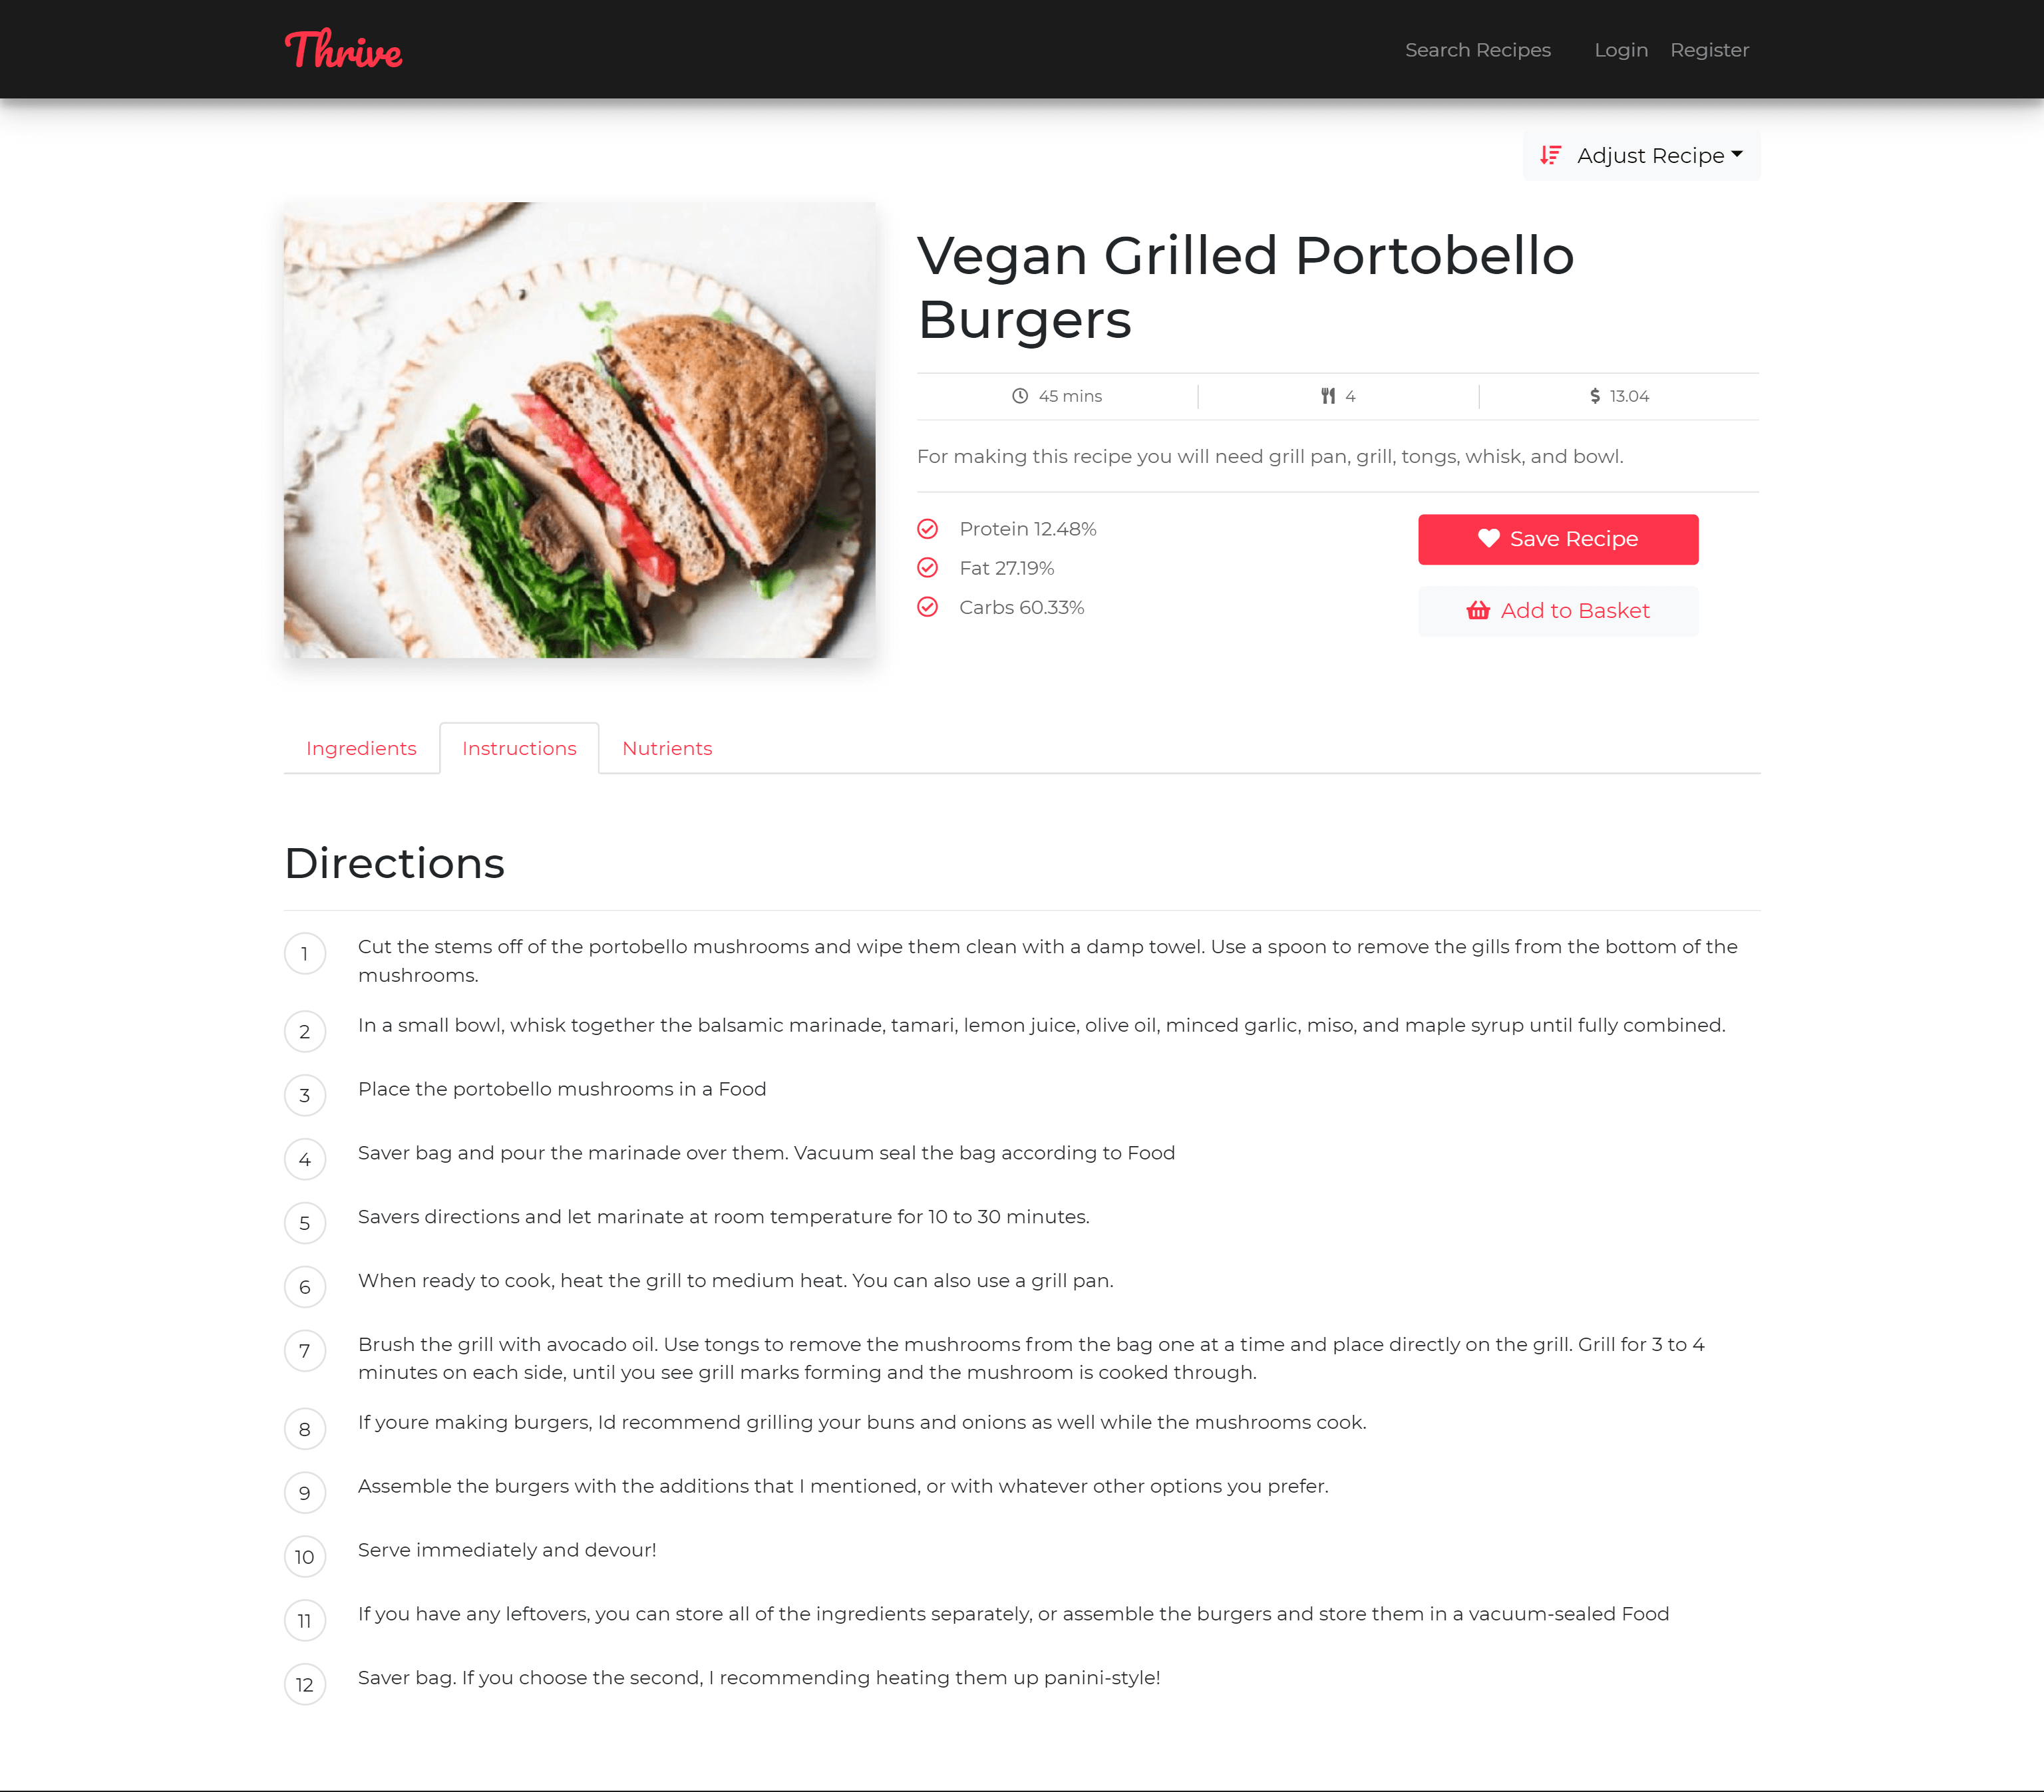 Thrive
Search Recipes
Login
Register
Adjust Recipe
Vegan Grilled Portobello
Burgers
45 mins
4
13.04
For making this recipe you will need grill pan, grill, tongs, whisk, and bowl.
Protein 12.48%
Fat 27.19%
Carbs 60.33%
Save Recipe
Add to Basket
Ingredients
Instructions
Nutrients
Directions
1
Cut the stems off of the portobello mushrooms and wipe them clean with a damp towel. Use a spoon to remove the gills from the bottom of the
mushrooms.
2
In a small bowl, whisk together the balsamic marinade, tamari, lemon juice, olive oil, minced garlic, miso, and maple syrup until fully combined.
3
Place the portobello mushrooms in a Food
4
Saver bag and pour the marinade over them. Vacuum seal the bag according to Food
5
Savers directions and let marinate at room temperature for 10 to 30 minutes.
6
When ready to cook, heat the grill to medium heat. You can also use a grill pan.
7
Brush the grill with avocado oil. Use tongs to remove the mushrooms from the bag one at a time and place directly on the grill. Grill for 3 to 4
minutes on each side, until you see grill marks forming and the mushroom is cooked through.
8
If youre making burgers, Id recommend grilling your buns and onions as well while the mushrooms cook.
9
Assemble the burgers with the additions that I mentioned, or with whatever other options you prefer.
10
Serve immediately and devour!
11
If you have any leftovers, you can store all of the ingredients separately, or assemble the burgers and store them in a vacuum-sealed Food
12
Saver bag. If you choose the second, I recommending heating them up panini-style!